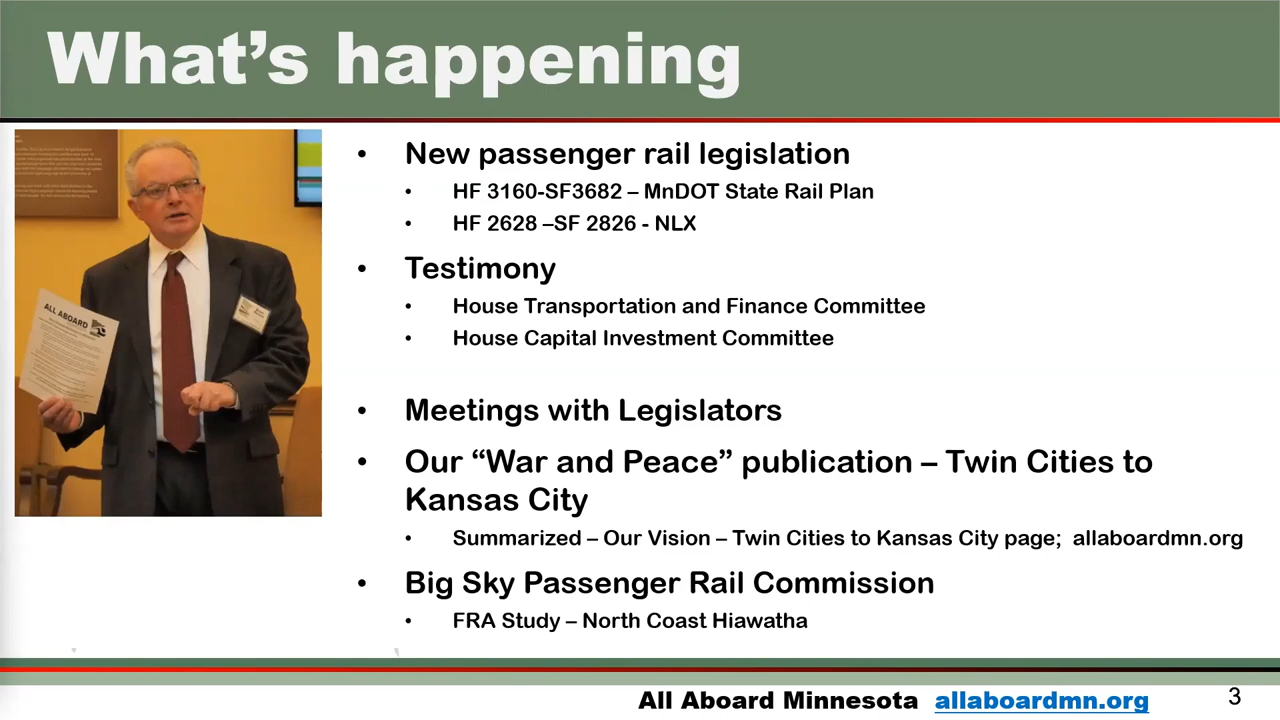 What’s happening
ALL ABOARD
• New passenger rail legislation
• HF 3160-SF3682 – MnDOT State Rail Plan
• HF 2628 –SF 2826 - NLX
• Testimony
• House Transportation and Finance Committee
• House Capital Investment Committee
• Meetings with Legislators
• Our “War and Peace” publication – Twin Cities to
Kansas City
• Summarized – Our Vision – Twin Cities to Kansas City page; allaboardmn.org
• Big Sky Passenger Rail Commission
• FRA Study – North Coast Hiawatha
All Aboard Minnesota allaboardmn.org
3